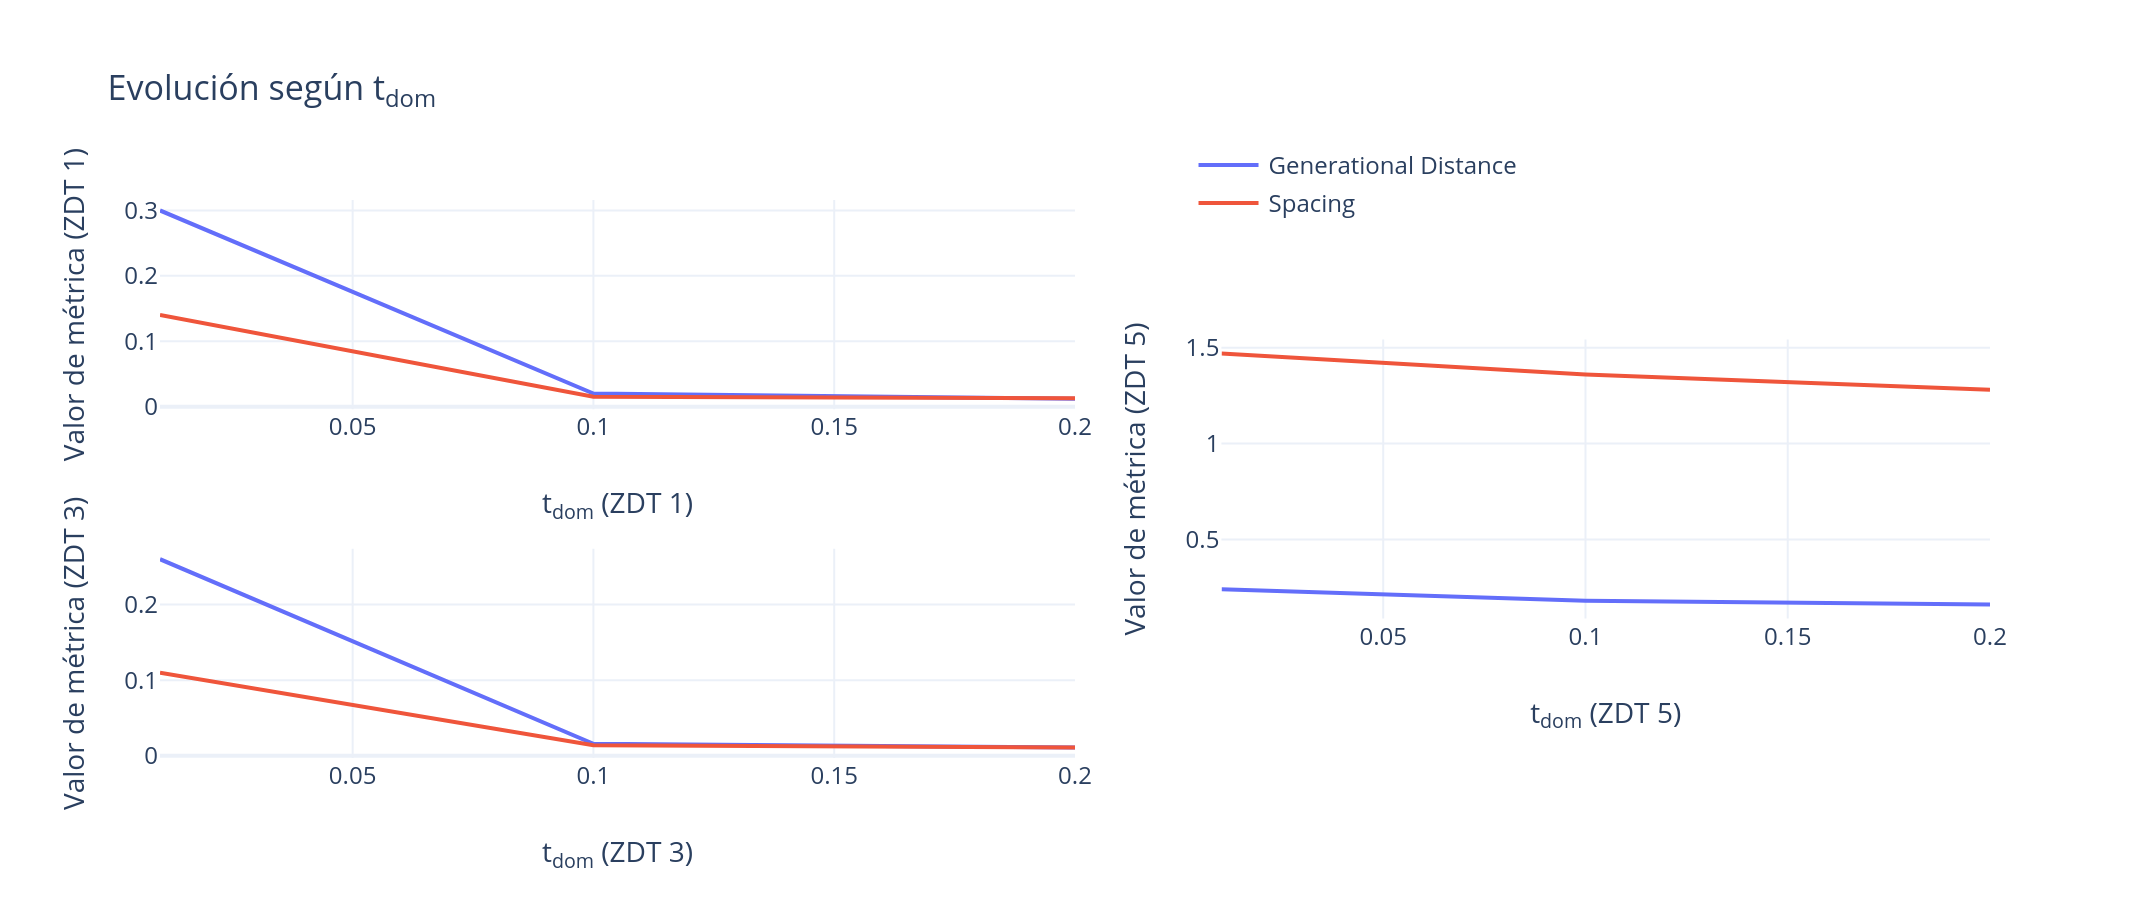 Evolución según tdom
Valor de métrica (ZDT 1)
0.3
0.2
0.1
0
0.05 0.1 0.15 0.2
tdom (ZDT 1)
Valor de métrica (ZDT 3)
0.2
0.1
0
0.05 0.1 0.15 0.2
tdom (ZDT 3)
Generational Distance
Spacing
Valor de métrica (ZDT 5)
1.5
1
0.5
0.05 0.1 0.15 0.2
tdom (ZDT 5)